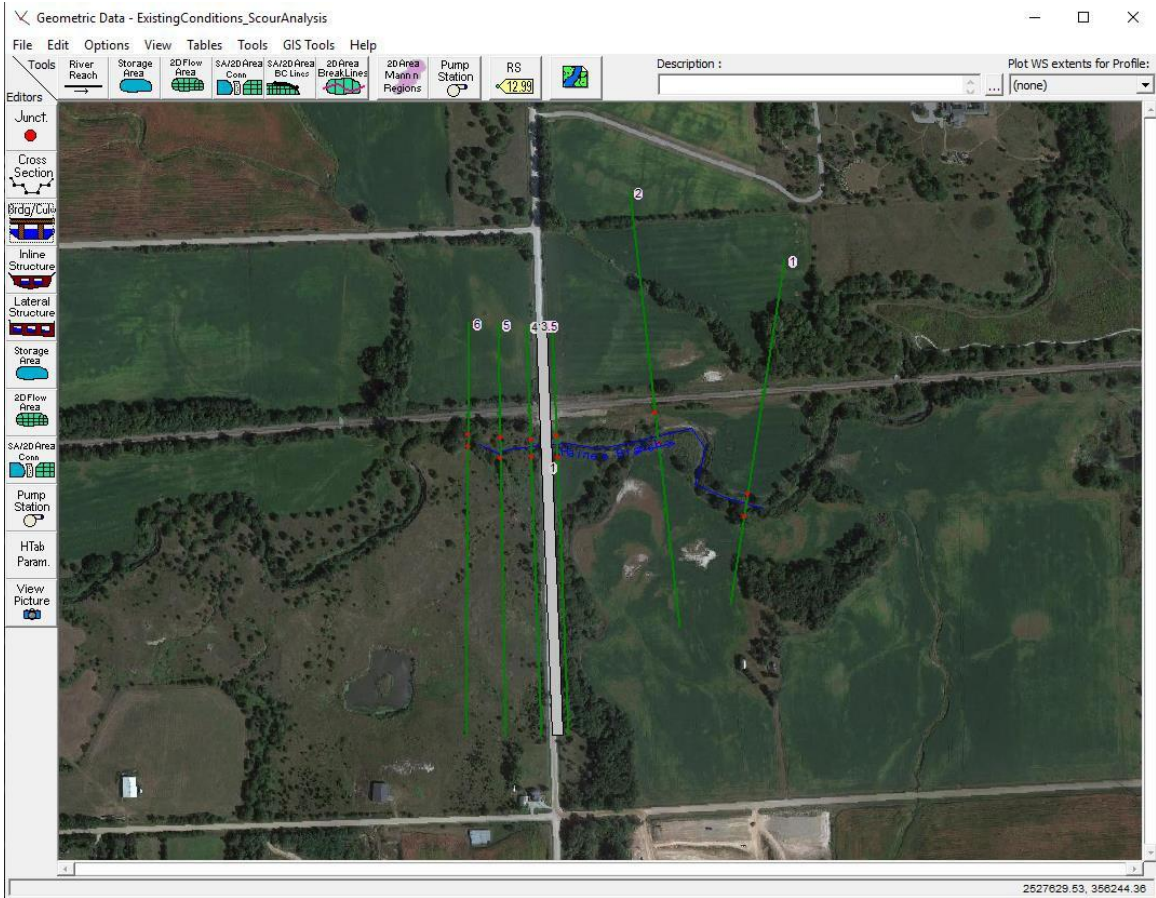 Geometric Data - ExistingConditions_ScourAnalysis
File Edit Options View Tables Tools GIS Tools Help
Tools
Editors
River Reach
Storage Area
2D Flow Area
SA/2D Area Conn
SA/2D Area BC Lines
2D Area BreakLines
2D Area Mann n Regions
Pump Station
RS
12.99
Description :
...
Plot WS extents for Profile:
(none)
Junct.
Cross Section
Brdg/Culv
Inline Structure
Lateral Structure
Storage Area
2D Flow Area
SA/2D Area Conn
Pump Station
HTab Param.
View Picture
2
1
6
5
4
3.5
1
2527629.53, 356244.36